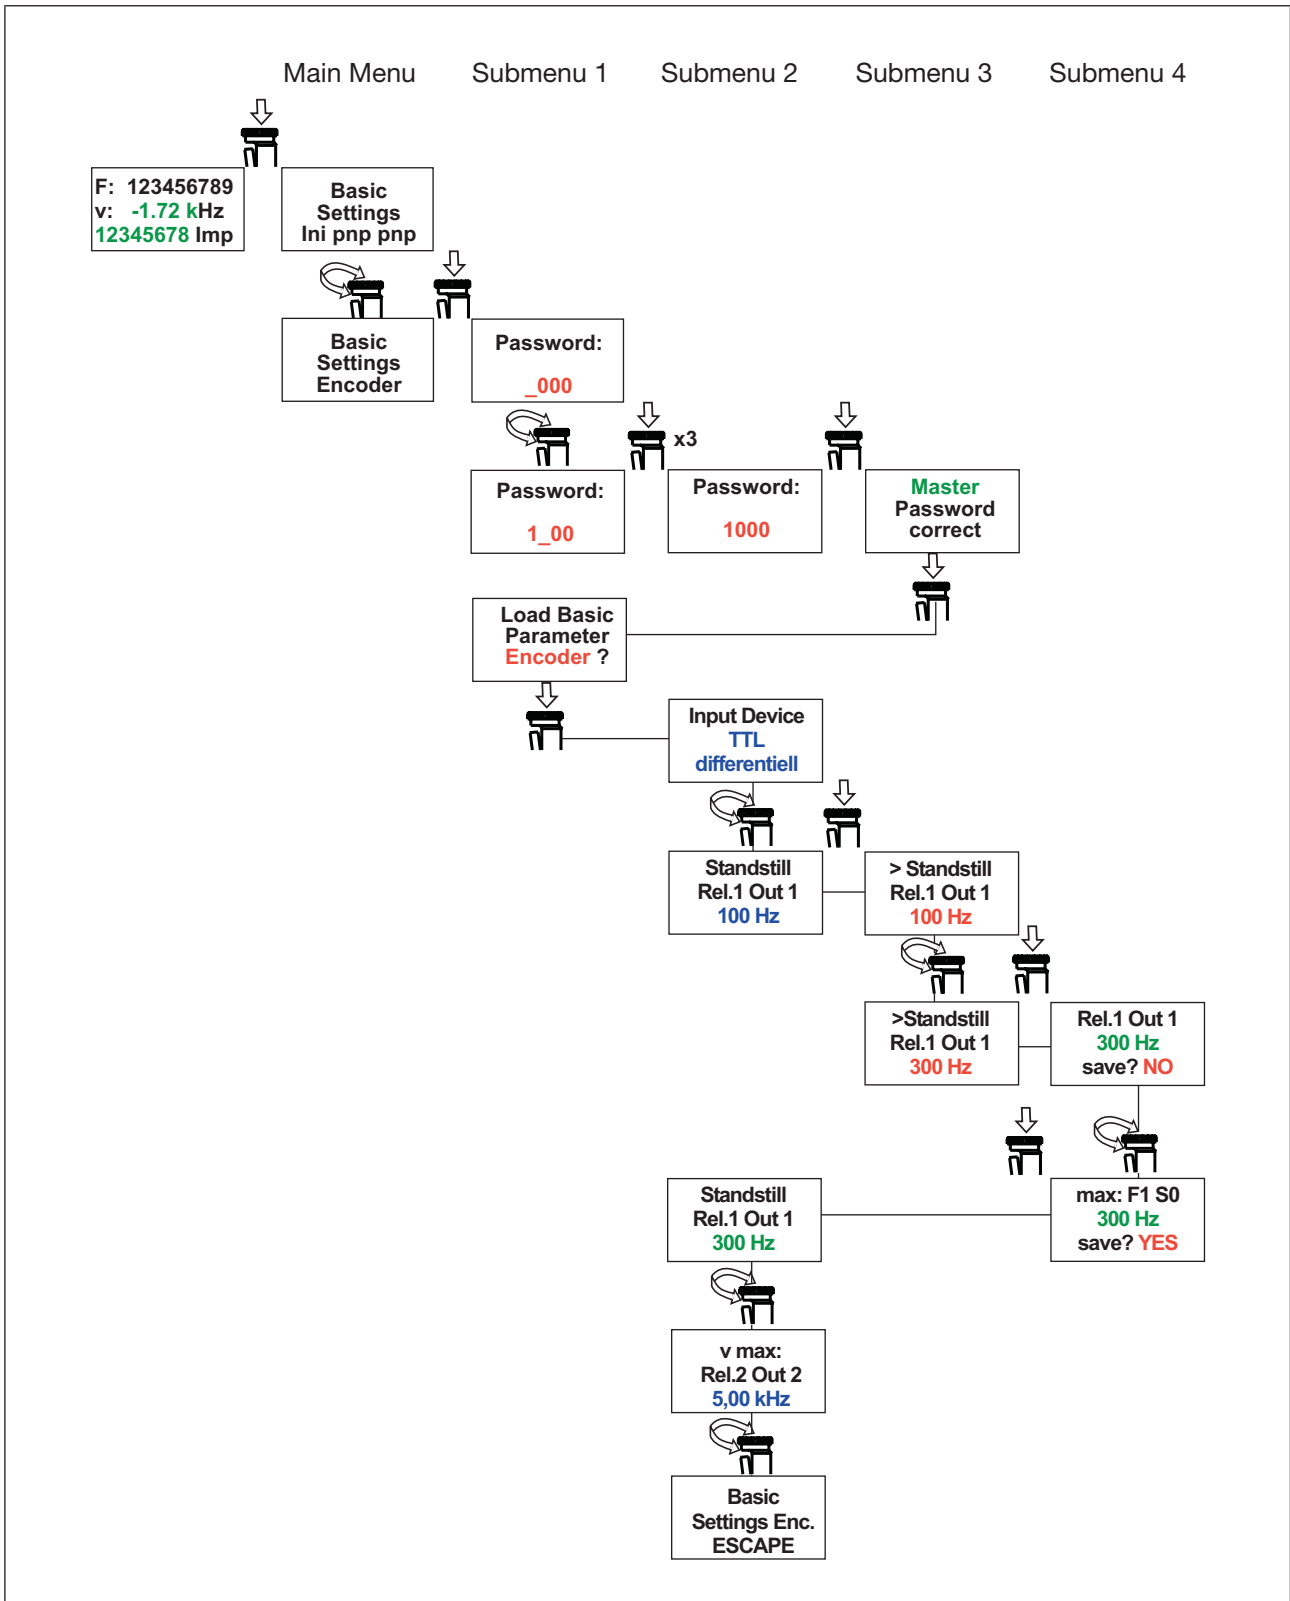 Main Menu
Submenu 1
Submenu 2
Submenu 3
Submenu 4
F: 123456789
v: -1.72 kHz
12345678 Imp
Basic
Settings
Ini pnp pnp
Basic
Settings
Encoder
Password:
_000
x3
Password:
1_00
Password:
1000
Master
Password
correct
Load Basic
Parameter
Encoder ?
Input Device
TTL
differentiell
Standstill
Rel.1 Out 1
100 Hz
> Standstill
Rel.1 Out 1
100 Hz
>Standstill
Rel.1 Out 1
300 Hz
Rel.1 Out 1
300 Hz
save? NO
Standstill
Rel.1 Out 1
300 Hz
max: F1 S0
300 Hz
save? YES
v max:
Rel.2 Out 2
5,00 kHz
Basic
Settings Enc.
ESCAPE